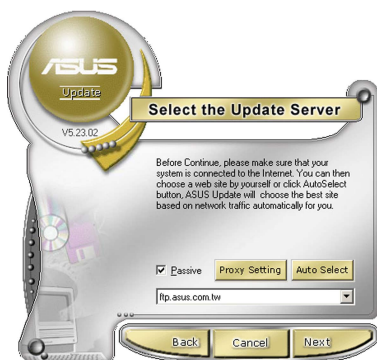 ASUS
Update
V5.23.02
Select the Update Server
Before Continue, please make sure that your
system is connected to the Internet. You can then
choose a web site by yourself or click AutoSelect
button, ASUS Update will choose the best site
based on network traffic automatically for you.
Passive
Proxy Setting
Auto Select
ftp.asus.com.tw
Back
Cancel
Next